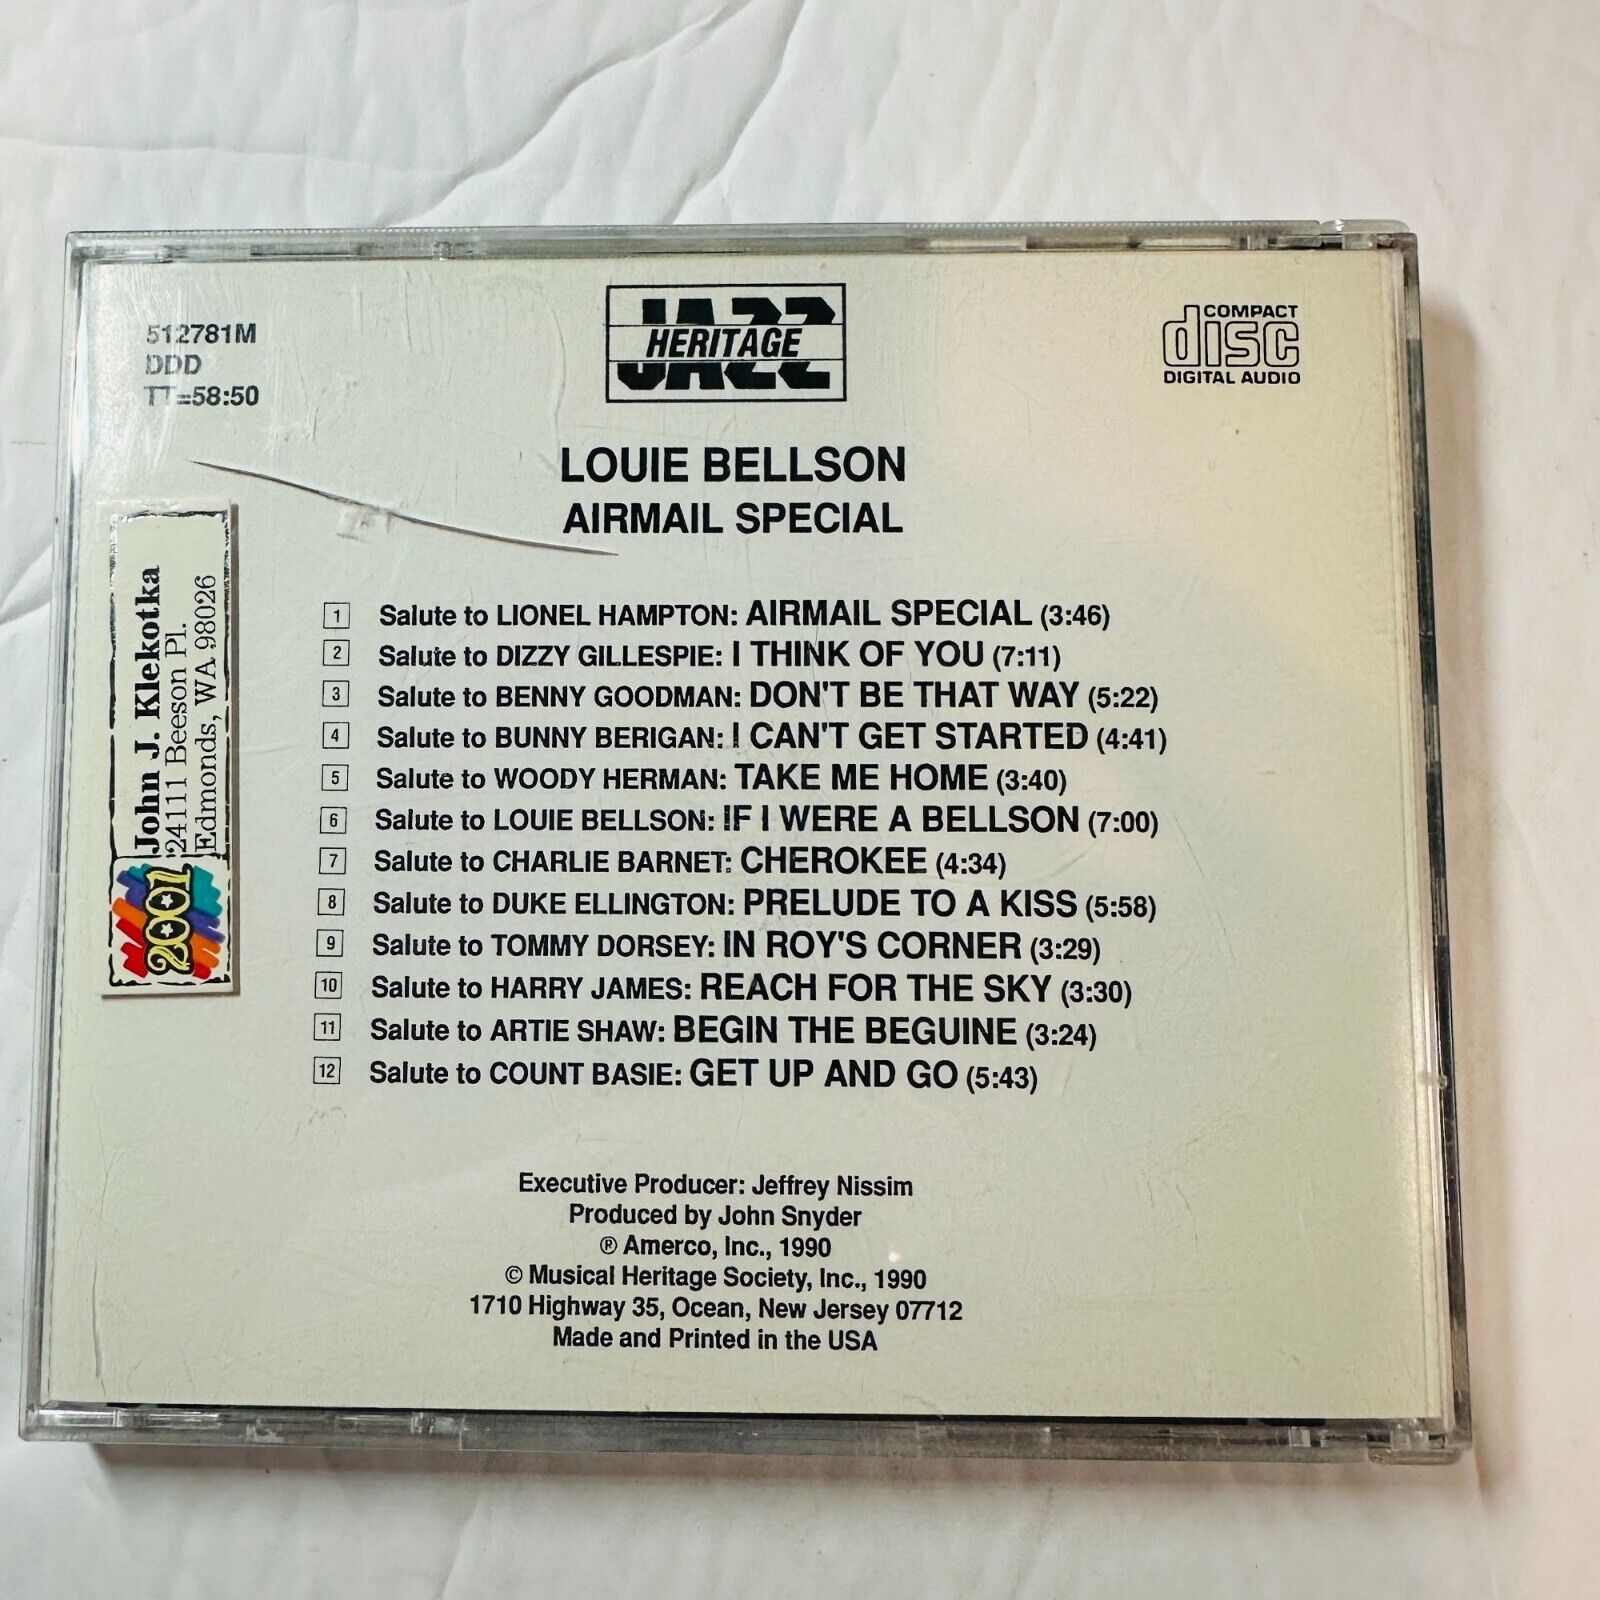 512781M
DDD
TT=58:50
JAZZ
HERITAGE
COMPACT
disc
DIGITAL AUDIO
LOUIE BELLSON
AIRMAIL SPECIAL
John J. Klekotka
24111 Beeson Pl.
Edmonds, WA 98026
2001
1 Salute to LIONEL HAMPTON: AIRMAIL SPECIAL (3:46)
2 Salute to DIZZY GILLESPIE: I THINK OF YOU (7:11)
3 Salute to BENNY GOODMAN: DON'T BE THAT WAY (5:22)
4 Salute to BUNNY BERIGAN: I CAN'T GET STARTED (4:41)
5 Salute to WOODY HERMAN: TAKE ME HOME (3:40)
6 Salute to LOUIE BELLSON: IF I WERE A BELLSON (7:00)
7 Salute to CHARLIE BARNET: CHEROKEE (4:34)
8 Salute to DUKE ELLINGTON: PRELUDE TO A KISS (5:58)
9 Salute to TOMMY DORSEY: IN ROY'S CORNER (3:29)
10 Salute to HARRY JAMES: REACH FOR THE SKY (3:30)
11 Salute to ARTIE SHAW: BEGIN THE BEGUINE (3:24)
12 Salute to COUNT BASIE: GET UP AND GO (5:43)
Executive Producer: Jeffrey Nissim
Produced by John Snyder
® Amerco, Inc., 1990
© Musical Heritage Society, Inc., 1990
1710 Highway 35, Ocean, New Jersey 07712
Made and Printed in the USA